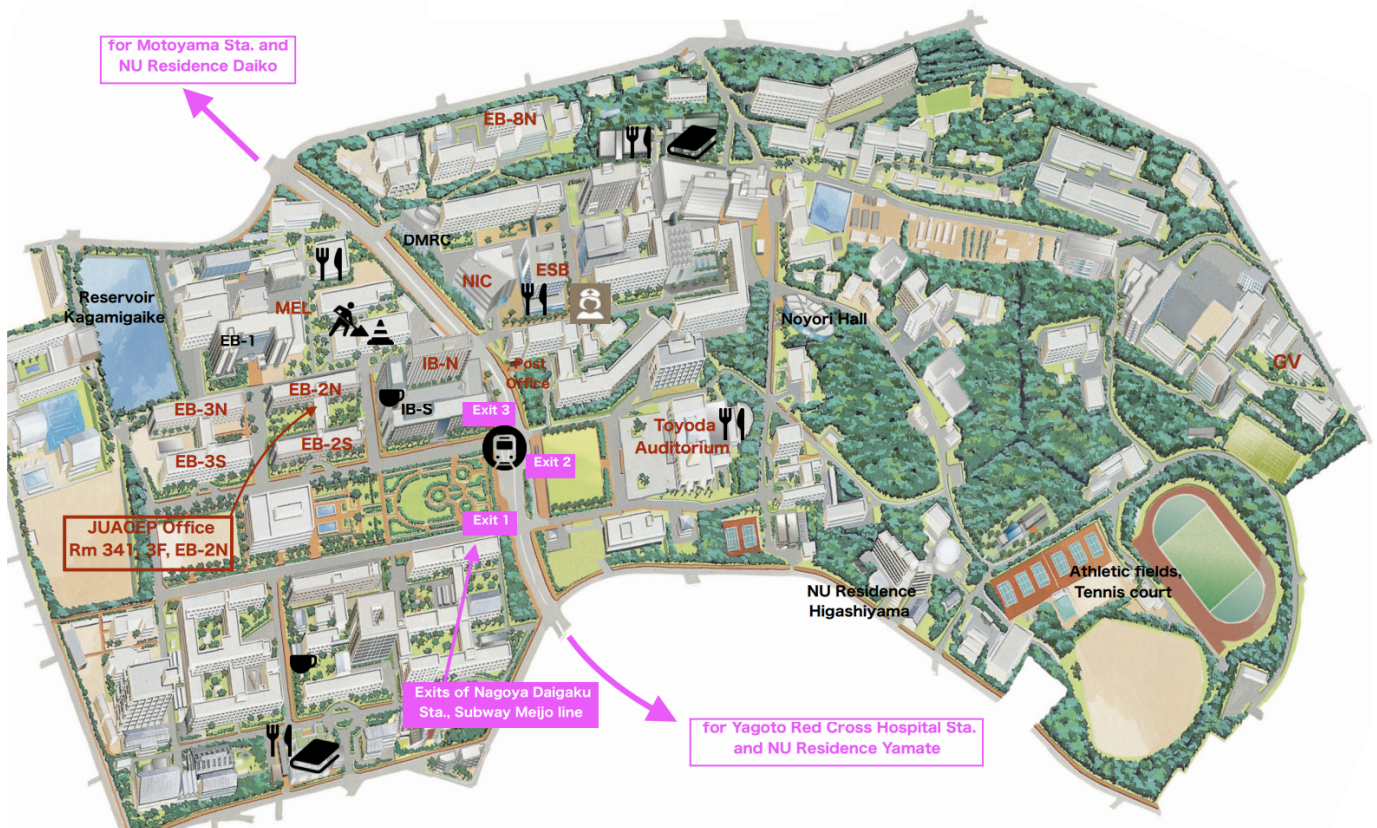 for Motoyama Sta. and
NU Residence Daiko
EB-8N
DMRC
NIC
ESB
Reservoir
Kagamigaike
MEL
EB-1
IB-N
Post
Office
Noyori Hall
GV
EB-2N
IB-S
EB-3N
Exit 3
EB-2S
Toyoda
Auditorium
EB-3S
Exit 2
Exit 1
JUACEP Office
Rm 341, 3F, EB-2N
Athletic fields,
Tennis court
NU Residence
Higashiyama
Exits of Nagoya Daigaku
Sta., Subway Meijo line
for Yagoto Red Cross Hospital Sta.
and NU Residence Yamate